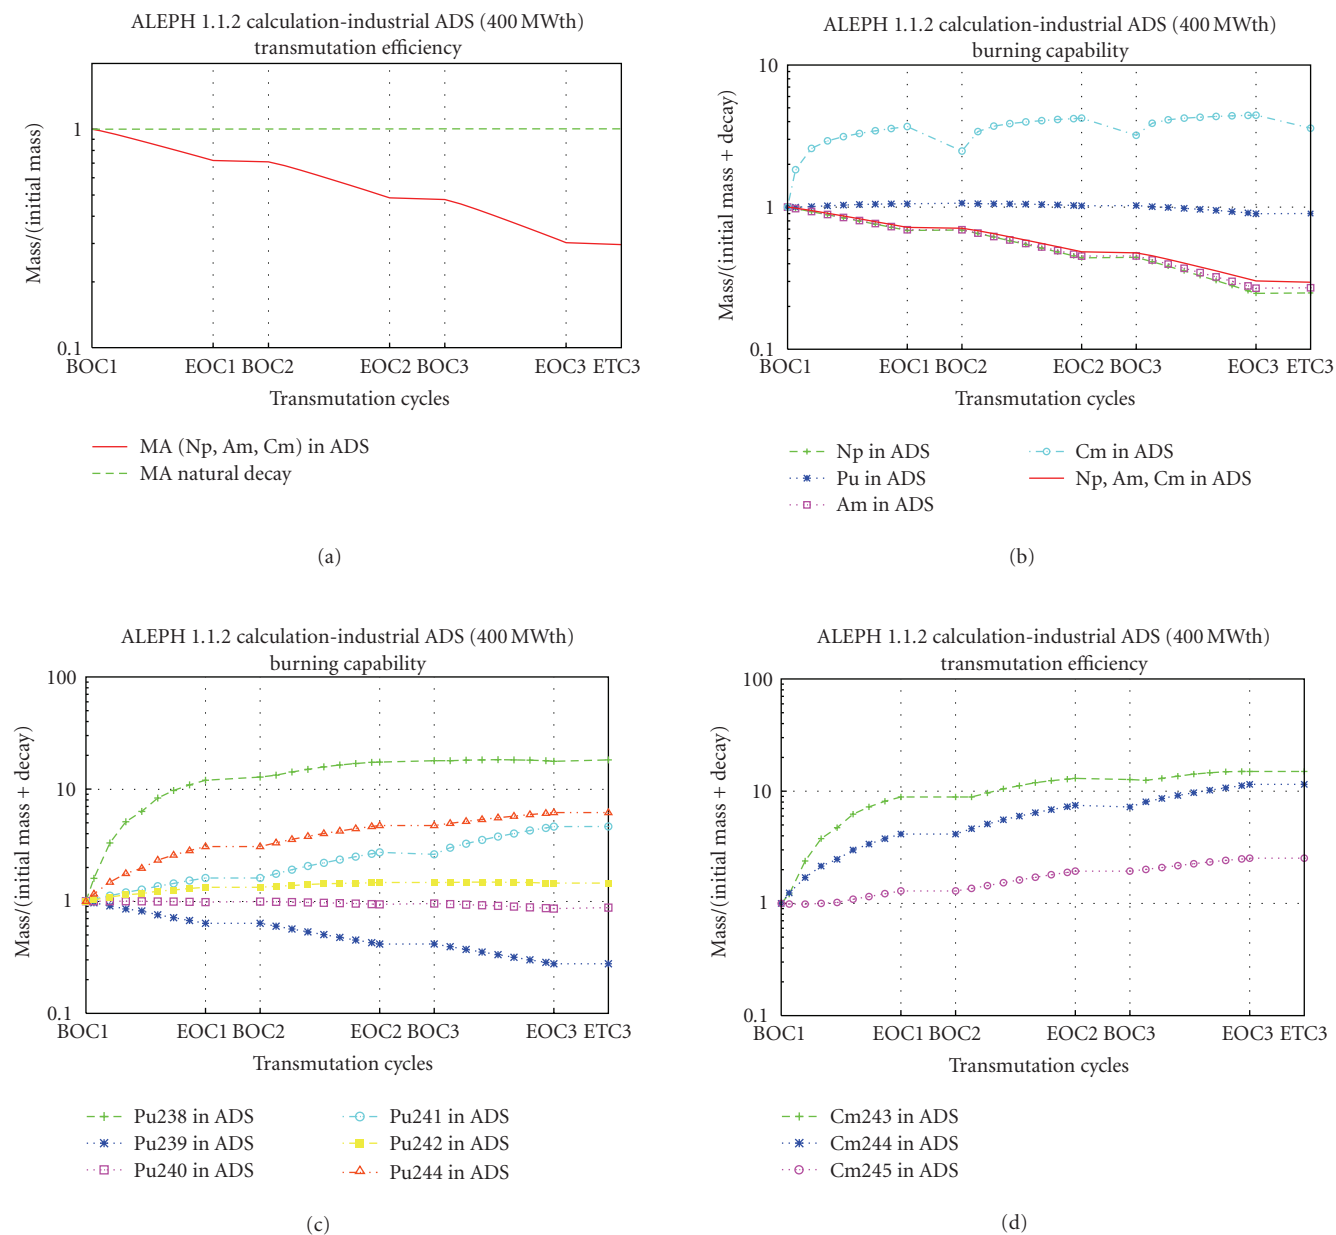 ALEPH 1.1.2 calculation-industrial ADS (400 MWth)
transmutation efficiency
Mass/(initial mass)
1
0.1
BOC1 EOC1 BOC2 EOC2 BOC3 EOC3 ETC3
Transmutation cycles
MA (Np, Am, Cm) in ADS
MA natural decay
(a)
ALEPH 1.1.2 calculation-industrial ADS (400 MWth)
burning capability
Mass/(initial mass + decay)
10
1
0.1
BOC1 EOC1 BOC2 EOC2 BOC3 EOC3 ETC3
Transmutation cycles
Np in ADS
Pu in ADS
Am in ADS
Cm in ADS
Np, Am, Cm in ADS
(b)
ALEPH 1.1.2 calculation-industrial ADS (400 MWth)
burning capability
Mass/(initial mass + decay)
100
10
1
0.1
BOC1 EOC1 BOC2 EOC2 BOC3 EOC3 ETC3
Transmutation cycles
Pu238 in ADS
Pu239 in ADS
Pu240 in ADS
Pu241 in ADS
Pu242 in ADS
Pu244 in ADS
(c)
ALEPH 1.1.2 calculation-industrial ADS (400 MWth)
transmutation efficiency
Mass/(initial mass + decay)
100
10
1
0.1
BOC1 EOC1 BOC2 EOC2 BOC3 EOC3 ETC3
Transmutation cycles
Cm243 in ADS
Cm244 in ADS
Cm245 in ADS
(d)